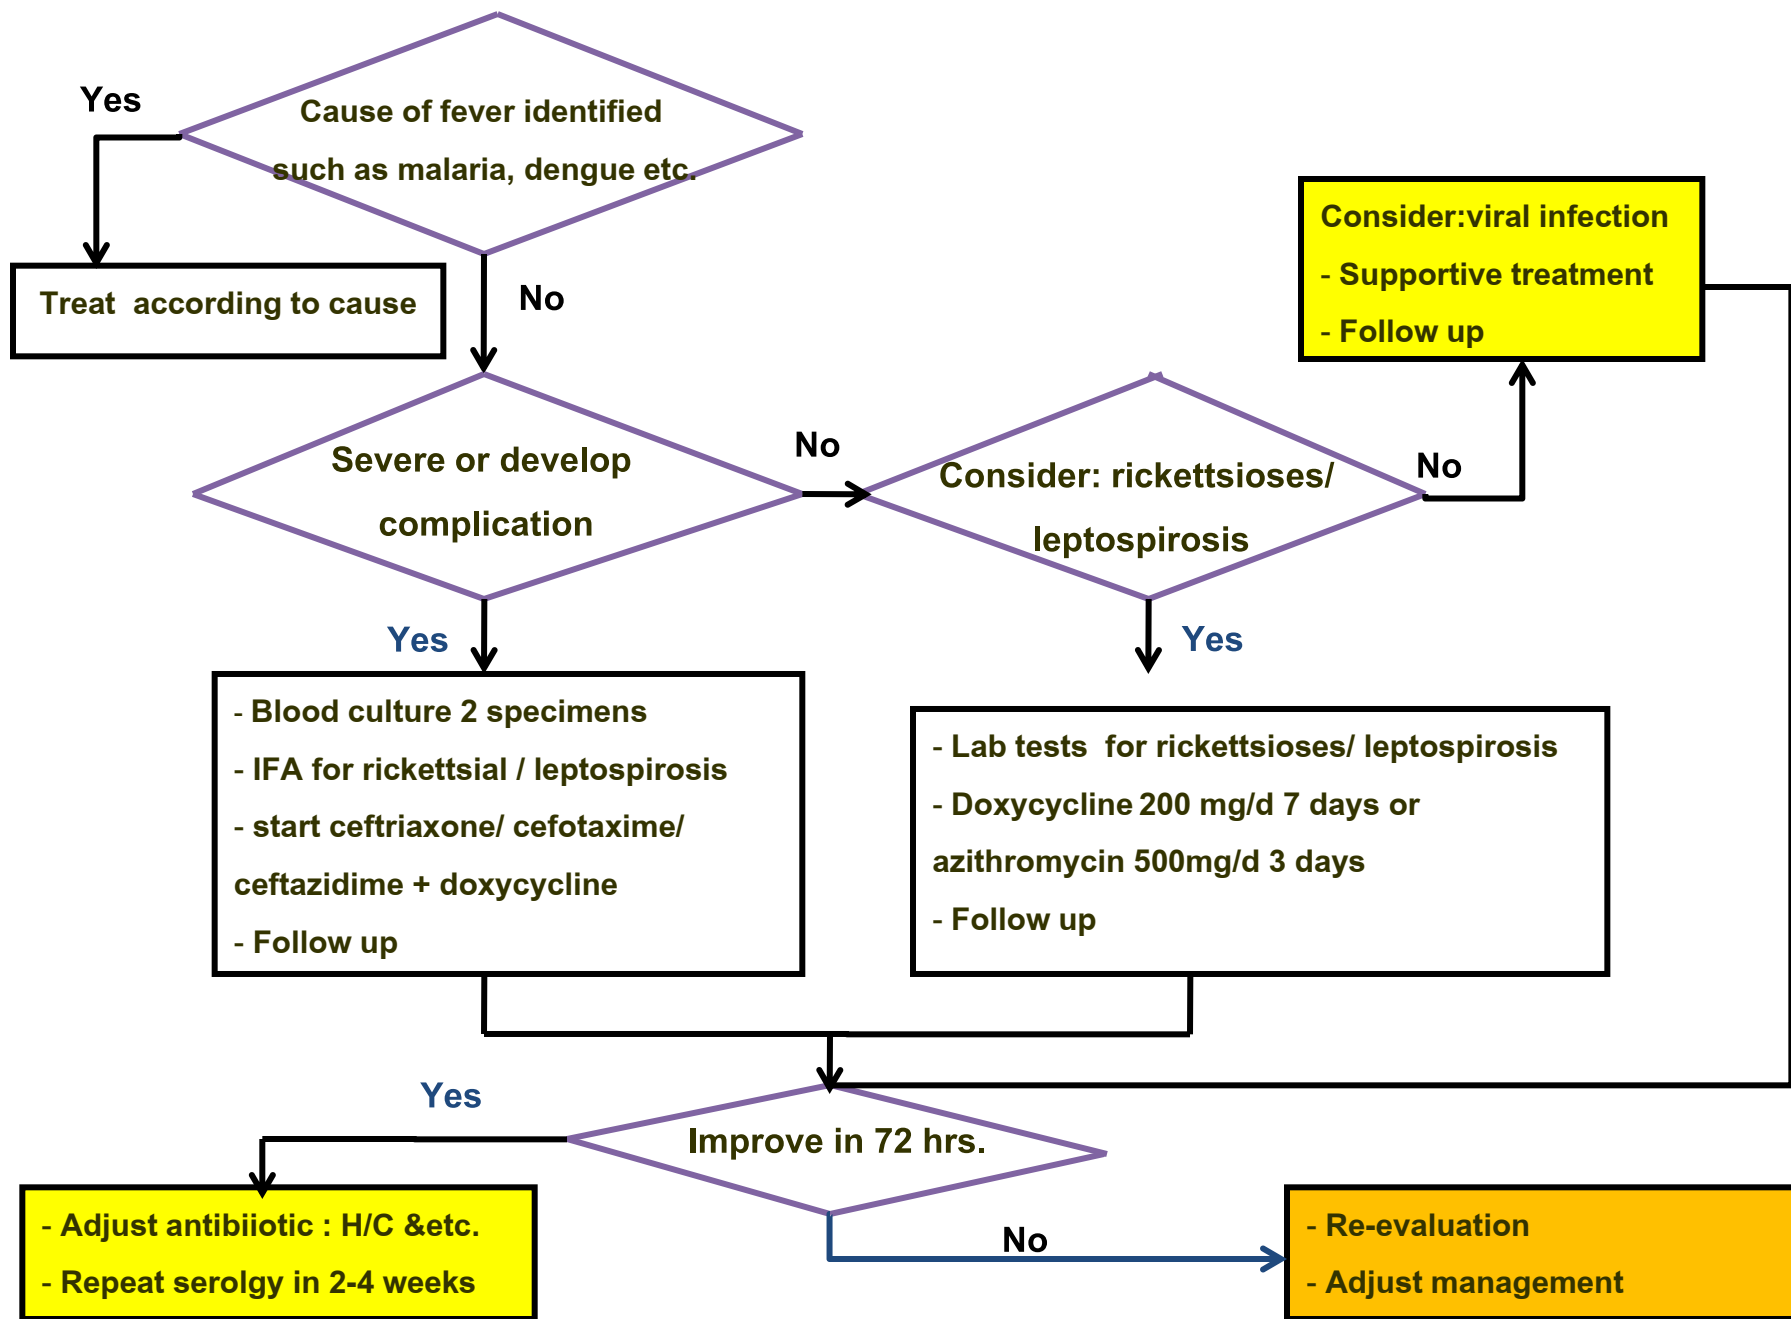 Yes
Cause of fever identified
such as malaria, dengue etc.
Treat according to cause
No
Consider:viral infection
- Supportive treatment
- Follow up
Severe or develop
complication
No
Consider: rickettsioses/
leptospirosis
No
Yes
Yes
- Blood culture 2 specimens
- IFA for rickettsial / leptospirosis
- start ceftriaxone/ cefotaxime/
ceftazidime + doxycycline
- Follow up
- Lab tests for rickettsioses/ leptospirosis
- Doxycycline 200 mg/d 7 days or
azithromycin 500mg/d 3 days
- Follow up
Yes
Improve in 72 hrs.
- Adjust antibiiotic : H/C &etc.
- Repeat serolgy in 2-4 weeks
No
- Re-evaluation
- Adjust management